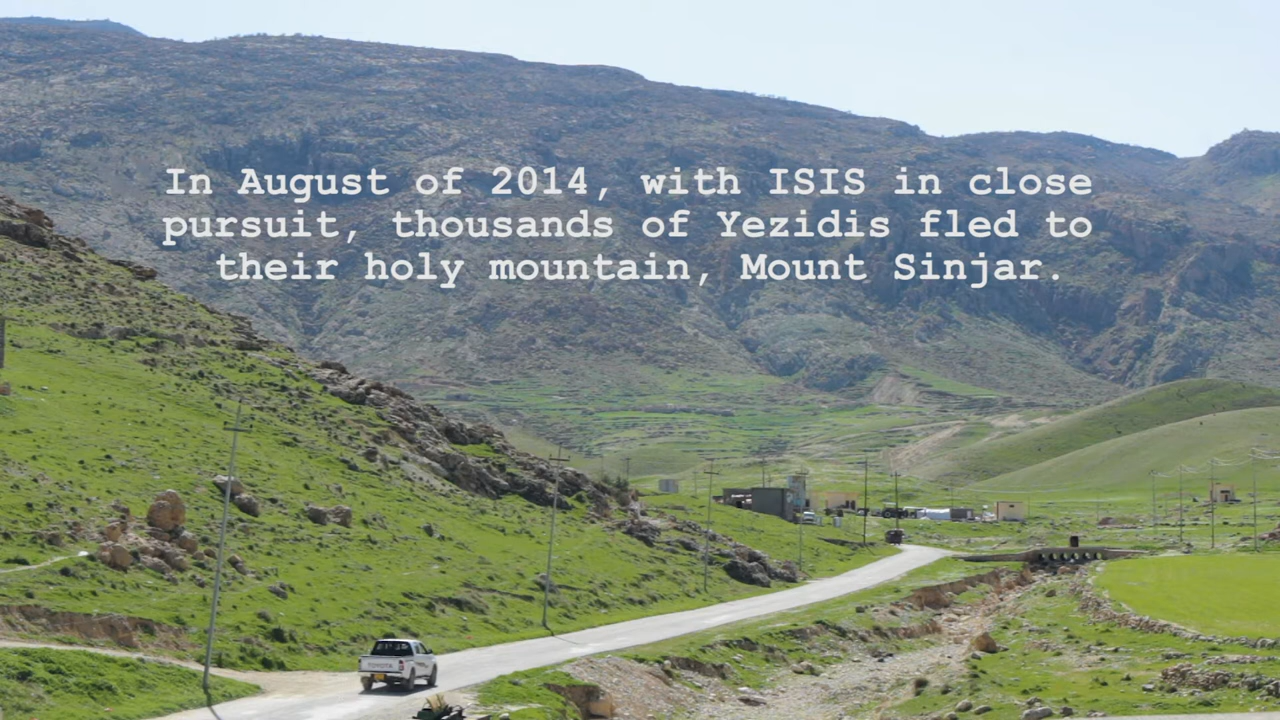 In August of 2014, with ISIS in close
pursuit, thousands of Yezidis fled to
their holy mountain, Mount Sinjar.
TOYOTA